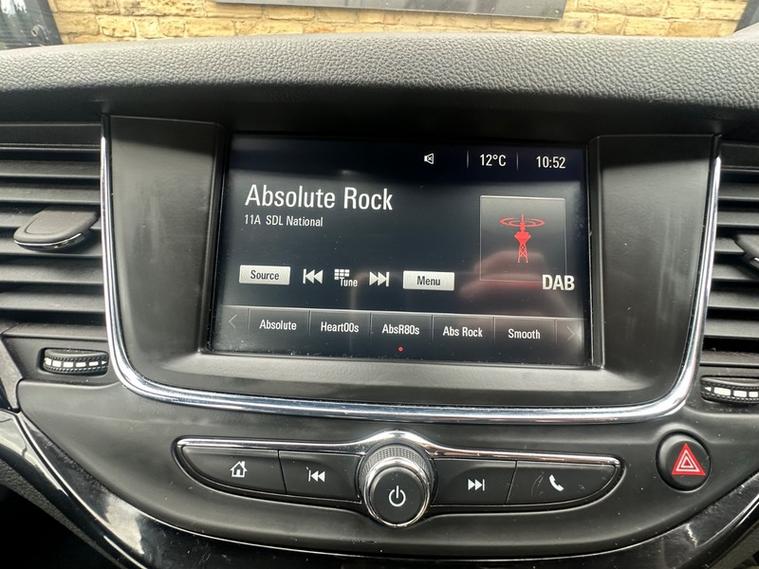 12°C 10:52
Absolute Rock
11A SDL National
Source Tune Menu
DAB
Absolute Heart00s AbsR80s Abs Rock Smooth